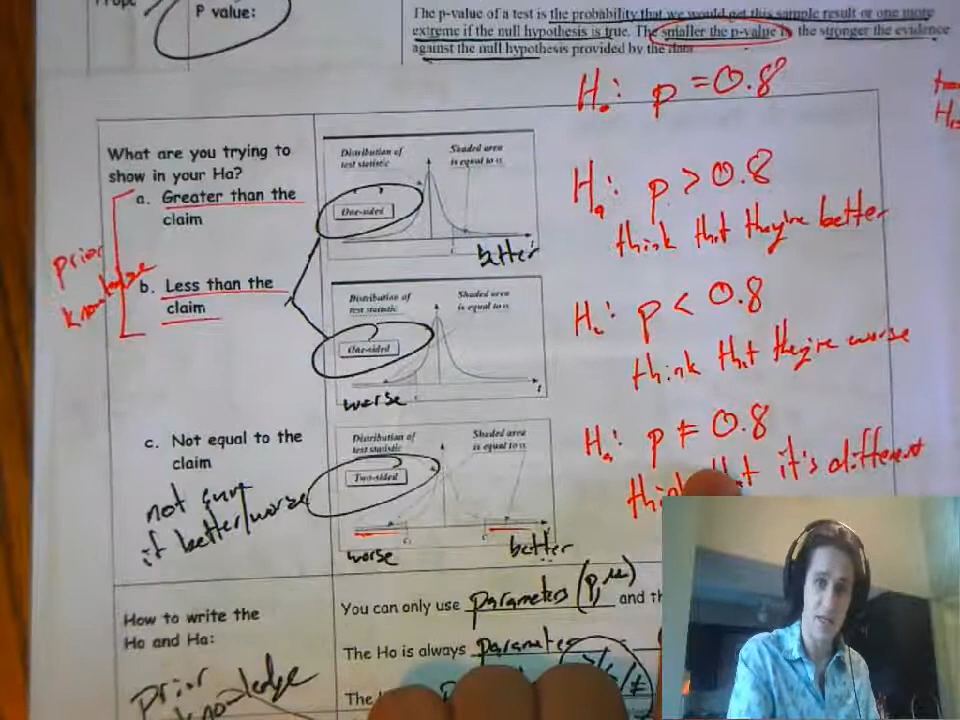 P value:
The p-value of a test is the probability that we would get this sample result or one more
extreme if the null hypothesis is true. The smaller the p-value is the stronger the evidence
against the null hypothesis provided by the data
H₀: p = 0.8
What are you trying to
show in your Ha?
a. Greater than the
claim
prior
knowledge
b. Less than the
claim
c. Not equal to the
claim
not sure
if better/worse
Distribution of
test statistic
Shaded area
is equal to α
One-sided
better
Distribution of
test statistic
Shaded area
is equal to α
One-sided
t
worse
Distribution of
test statistic
Shaded area
is equal to α
Two-sided
worse
better
Hₐ: p > 0.8
think that they're better
p < 0.8
think that they're worse
Hₐ: p ≠ 0.8
it's different
How to write the
Ho and Ha:
Prior
knowledge
You can only use parameters (p, μ) and
The Ho is always
The